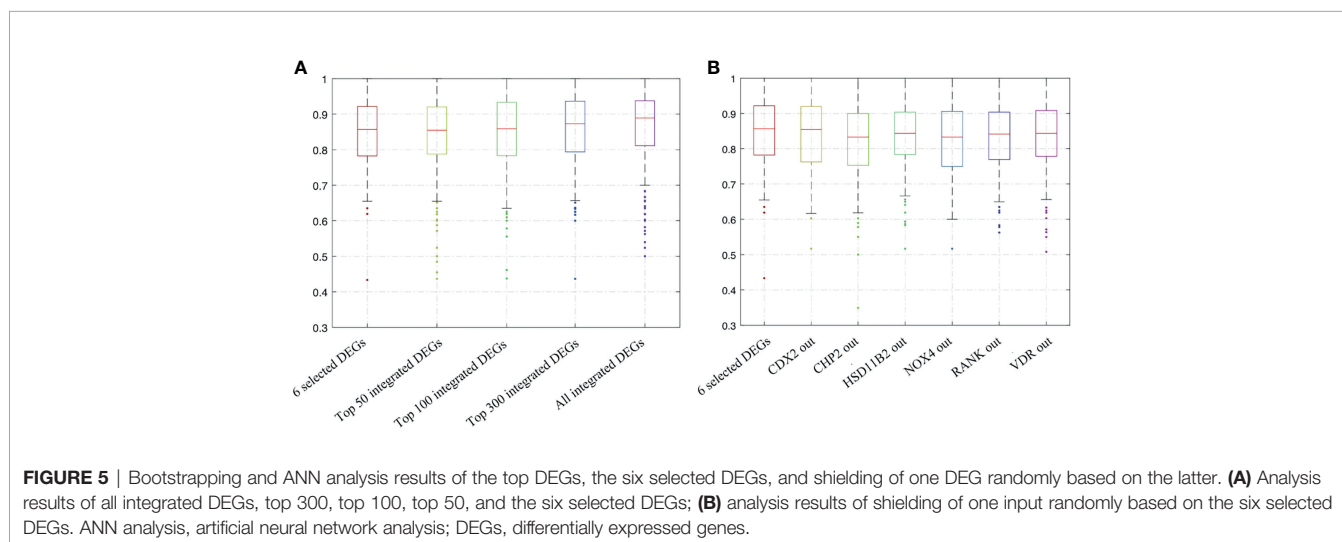 A
1
0.9
0.8
0.7
0.6
0.5
0.4
0.3
6 selected DEGs
Top 50 integrated DEGs
Top 100 integrated DEGs
Top 300 integrated DEGs
All integrated DEGs
B
1
0.9
0.8
0.7
0.6
0.5
0.4
0.3
6 selected DEGs
CDX2 out
CHP2 out
HSD11B2 out
NOX4 out
RANK out
VDR out
FIGURE 5 | Bootstrapping and ANN analysis results of the top DEGs, the six selected DEGs, and shielding of one DEG randomly based on the latter. (A) Analysis
results of all integrated DEGs, top 300, top 100, top 50, and the six selected DEGs; (B) analysis results of shielding of one input randomly based on the six selected
DEGs. ANN analysis, artificial neural network analysis; DEGs, differentially expressed genes.